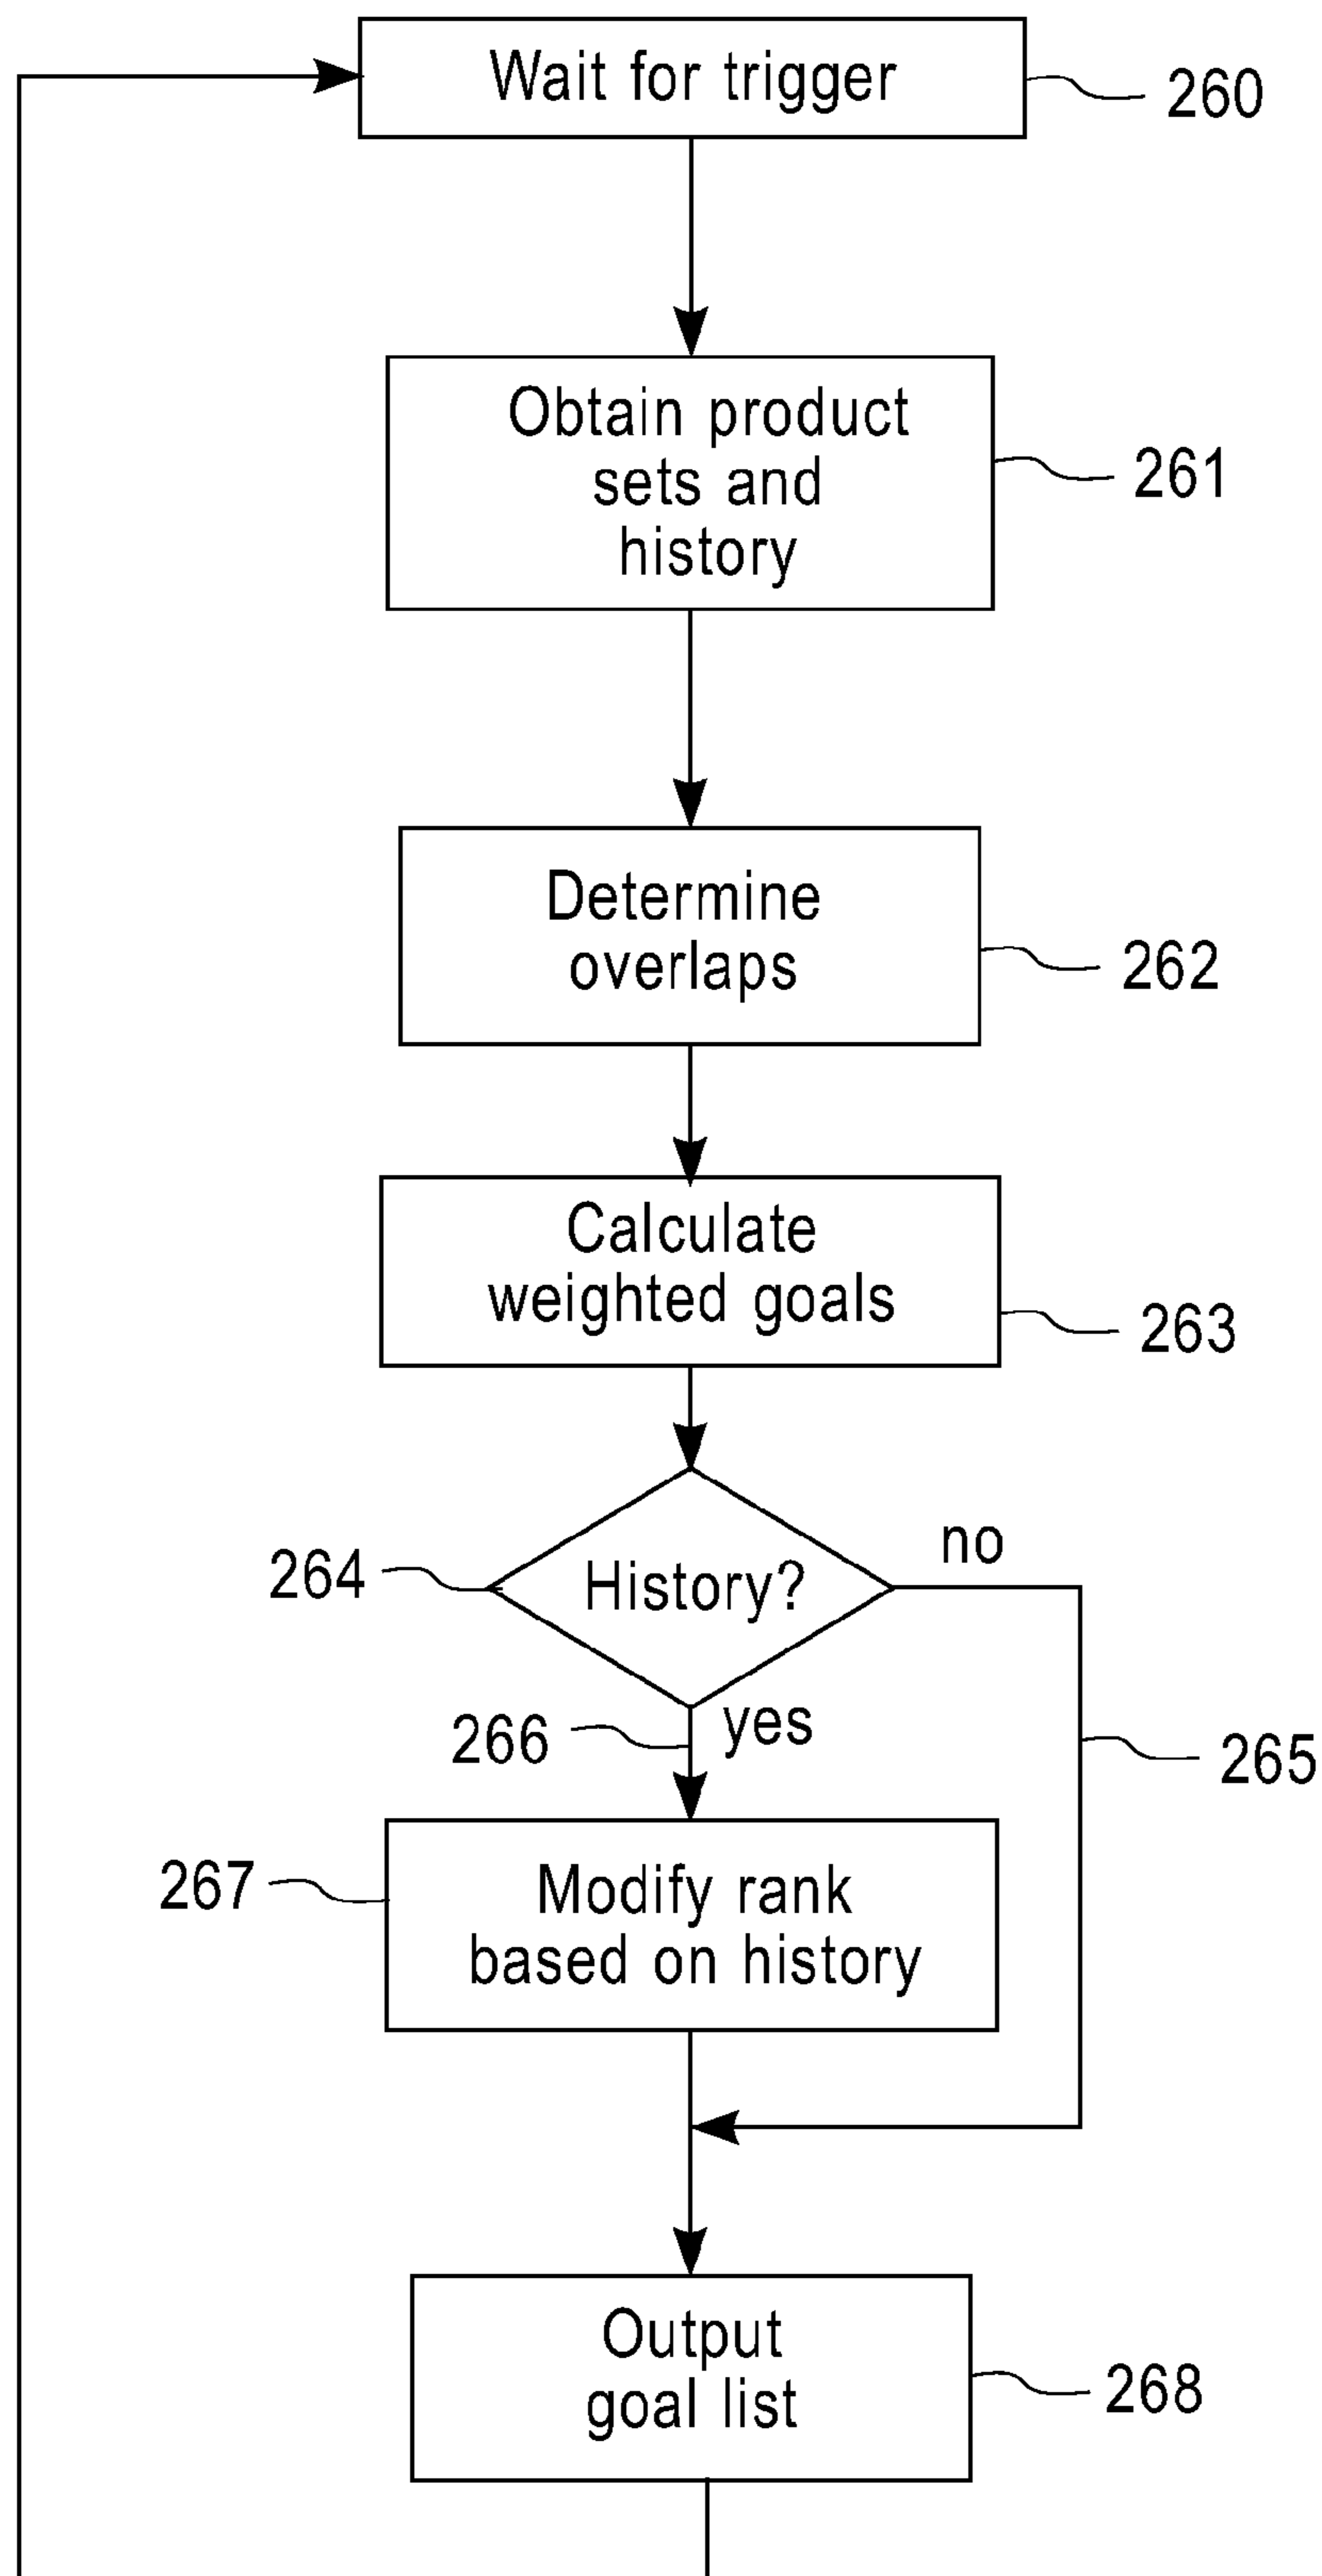 Wait for trigger
260
Obtain product
sets and
history
261
Determine
overlaps
262
Calculate
weighted goals
263
264
History?
no
266
yes
265
267
Modify rank
based on history
Output
goal list
268